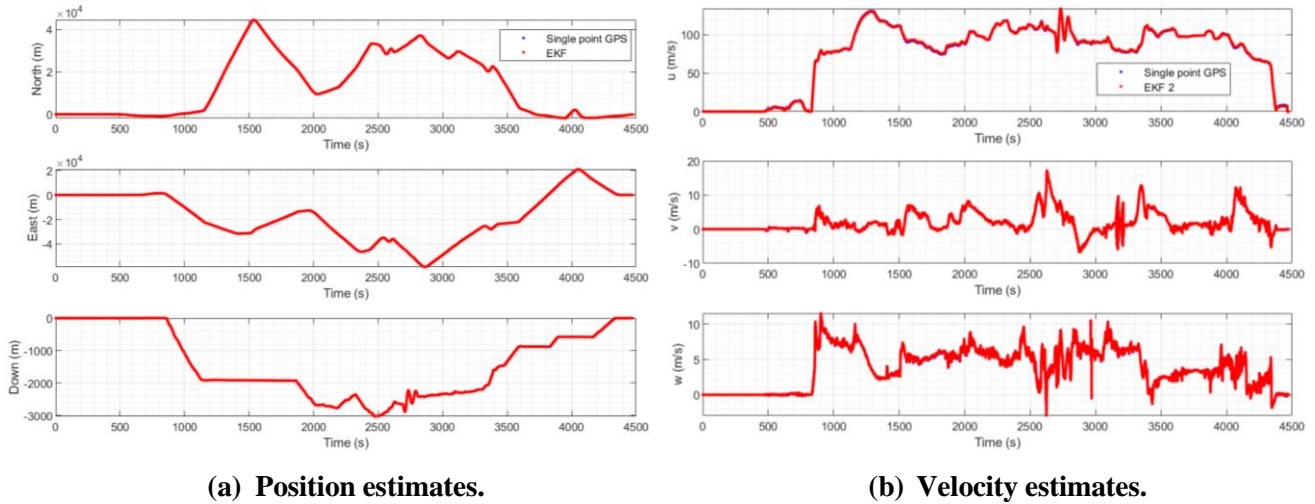 ×10⁴
4
2
0
North (m)
Single point GPS
EKF
0 500 1000 1500 2000 2500 3000 3500 4000 4500
Time (s)
×10⁴
2
0
-2
-4
East (m)
0 500 1000 1500 2000 2500 3000 3500 4000 4500
Time (s)
0
-1000
-2000
-3000
Down (m)
0 500 1000 1500 2000 2500 3000 3500 4000 4500
Time (s)
(a) Position estimates.
100
50
0
u (m/s)
Single point GPS
EKF 2
0 500 1000 1500 2000 2500 3000 3500 4000 4500
Time (s)
20
10
0
-10
v (m/s)
0 500 1000 1500 2000 2500 3000 3500 4000 4500
Time (s)
10
5
0
w (m/s)
0 500 1000 1500 2000 2500 3000 3500 4000 4500
Time (s)
(b) Velocity estimates.